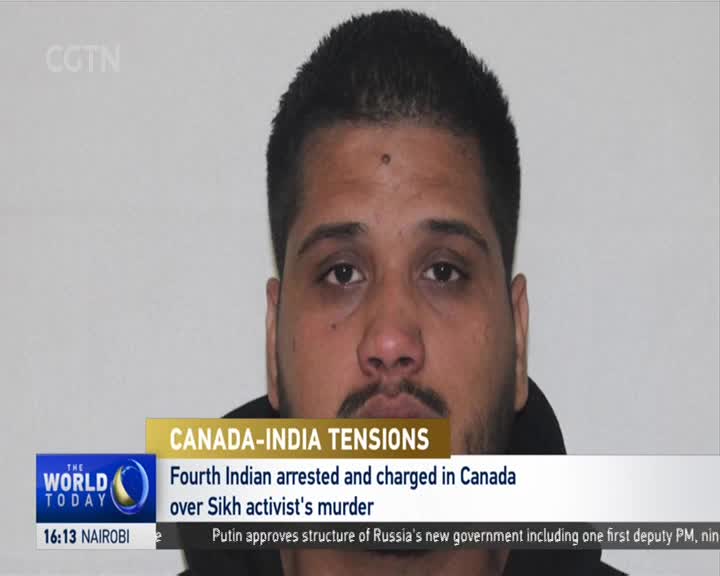 CGTN
CANADA-INDIA TENSIONS
Fourth Indian arrested and charged in Canada
over Sikh activist's murder
THE
WORLD
TODAY
16:13 NAIROBI
e Putin approves structure of Russia's new government including one first deputy PM, nin